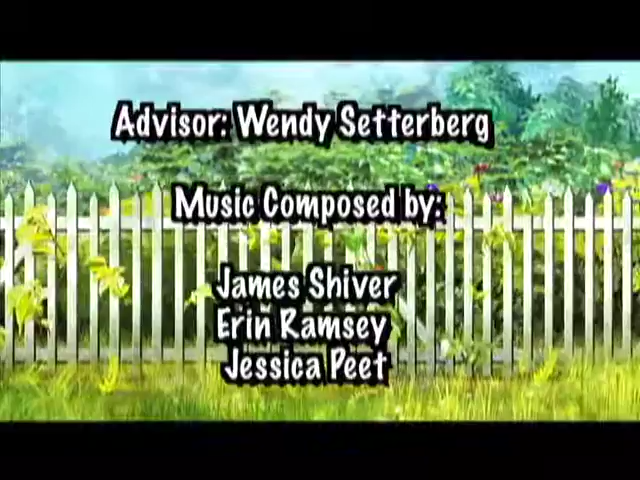 Advisor: Wendy Setterberg
Music Composed by:
James Shiver
Erin Ramsey
Jessica Peet